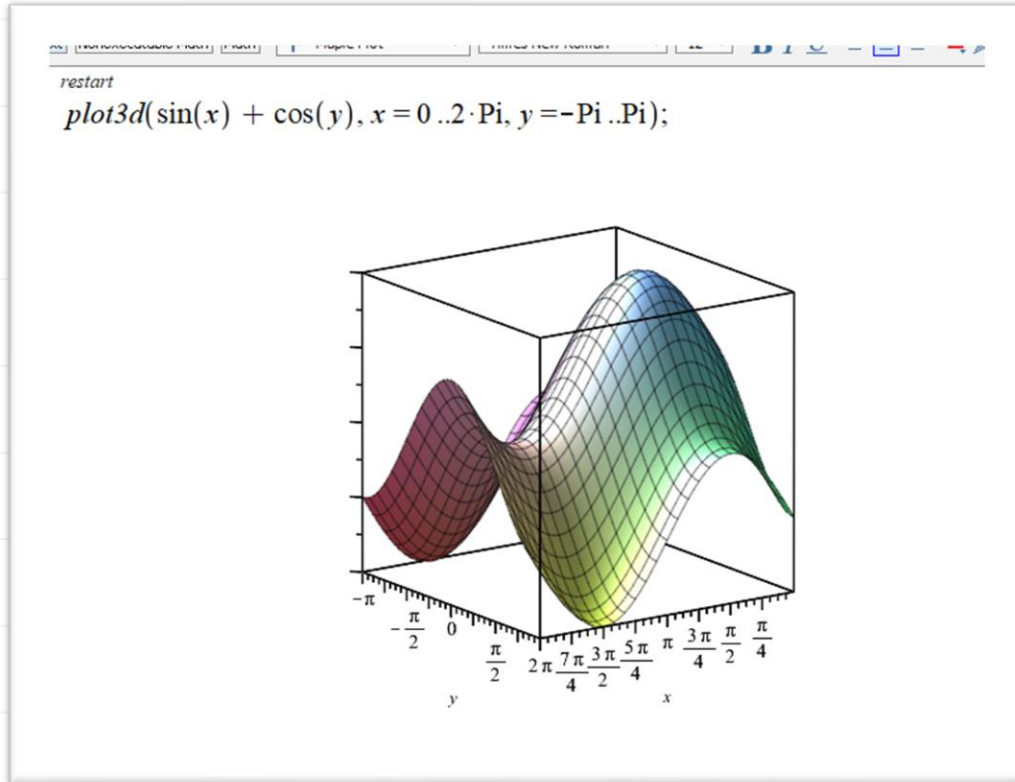 restart
plot3d(sin(x) + cos(y), x = 0 ..2·Pi, y =−Pi ..Pi);
−π
−π/2
0
π/2
2π 7π/4 3π/2 5π/4 π 3π/4 π/2 π/4
y x